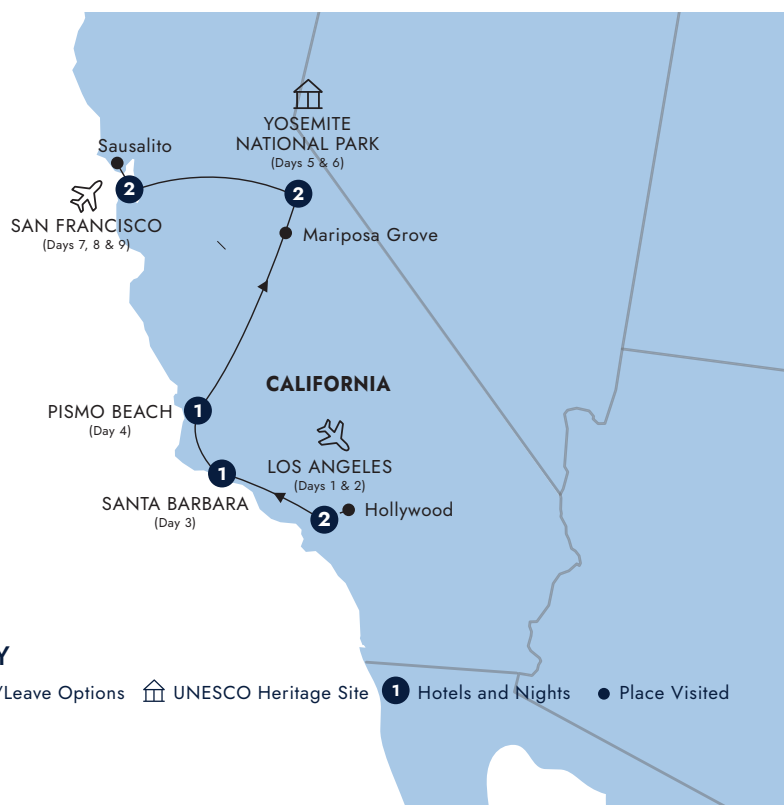 YOSEMITE
NATIONAL PARK
(Days 5 & 6)
Sausalito
2
2
SAN FRANCISCO
(Days 7, 8 & 9)
Mariposa Grove
CALIFORNIA
PISMO BEACH
(Day 4)
1
LOS ANGELES
(Days 1 & 2)
1
SANTA BARBARA
(Day 3)
2
Hollywood
Y
/Leave Options
UNESCO Heritage Site
1
Hotels and Nights
Place Visited